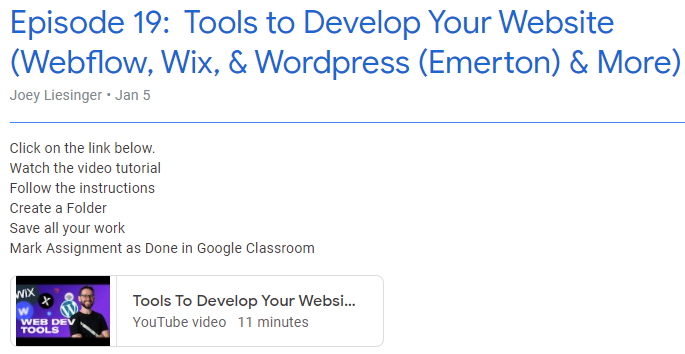 Episode 19:  Tools to Develop Your Website
(Webflow, Wix, & Wordpress (Emerton) & More)
Joey Liesinger • Jan 5
Click on the link below.
Watch the video tutorial
Follow the instructions
Create a Folder
Save all your work
Mark Assignment as Done in Google Classroom
WIX
X
W
W
WEB DEV
TOOLS
Tools To Develop Your Websi...
YouTube video 11 minutes